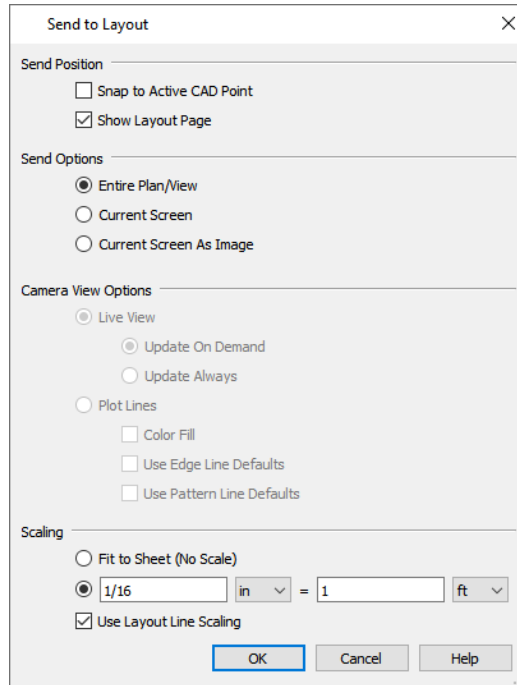 Send to Layout
Send Position
Snap to Active CAD Point
Show Layout Page
Send Options
Entire Plan/View
Current Screen
Current Screen As Image
Camera View Options
Live View
Update On Demand
Update Always
Plot Lines
Color Fill
Use Edge Line Defaults
Use Pattern Line Defaults
Scaling
Fit to Sheet (No Scale)
1/16 in = 1 ft
Use Layout Line Scaling
OK Cancel Help